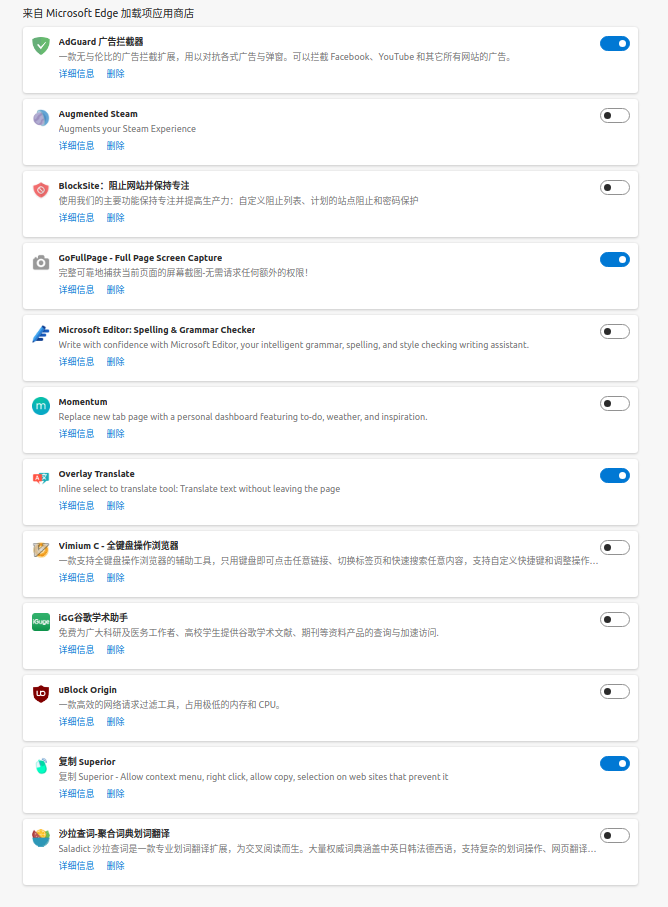 来自 Microsoft Edge 加载项应用商店
AdGuard 广告拦截器
一款无与伦比的广告拦截扩展，用以对抗各式广告与弹窗。可以拦截 Facebook、YouTube 和其它所有网站的广告。
详细信息 删除
Augmented Steam
Augments your Steam Experience
详细信息 删除
BlockSite：阻止网站并保持专注
使用我们的主要功能保持专注并提高生产力：自定义阻止列表、计划的站点阻止和密码保护
详细信息 删除
GoFullPage - Full Page Screen Capture
完整可靠地捕获当前页面的屏幕截图-无需请求任何额外的权限！
详细信息 删除
Microsoft Editor: Spelling & Grammar Checker
Write with confidence with Microsoft Editor, your intelligent grammar, spelling, and style checking writing assistant.
详细信息 删除
m
Momentum
Replace new tab page with a personal dashboard featuring to-do, weather, and inspiration.
详细信息 删除
Overlay Translate
Inline select to translate tool: Translate text without leaving the page
详细信息 删除
Vimium C - 全键盘操作浏览器
一款支持全键盘操作浏览器的辅助工具，只用键盘即可点击任意链接、切换标签页和快速搜索任意内容，支持自定义快捷键和调整操作...
详细信息 删除
iGG谷歌学术助手
免费为广大科研及医务工作者、高校学生提供谷歌学术文献、期刊等资料产品的查询与加速访问.
详细信息 删除
uBlock Origin
一款高效的网络请求过滤工具，占用极低的内存和 CPU。
详细信息 删除
复制 Superior
复制 Superior - Allow context menu, right click, allow copy, selection on web sites that prevent it
详细信息 删除
沙拉查词-聚合词典划词翻译
Saladict 沙拉查词是一款专业划词翻译扩展，为交叉阅读而生。大量权威词典涵盖中英日韩法德西语，支持复杂的划词操作、网页翻译...
详细信息 删除